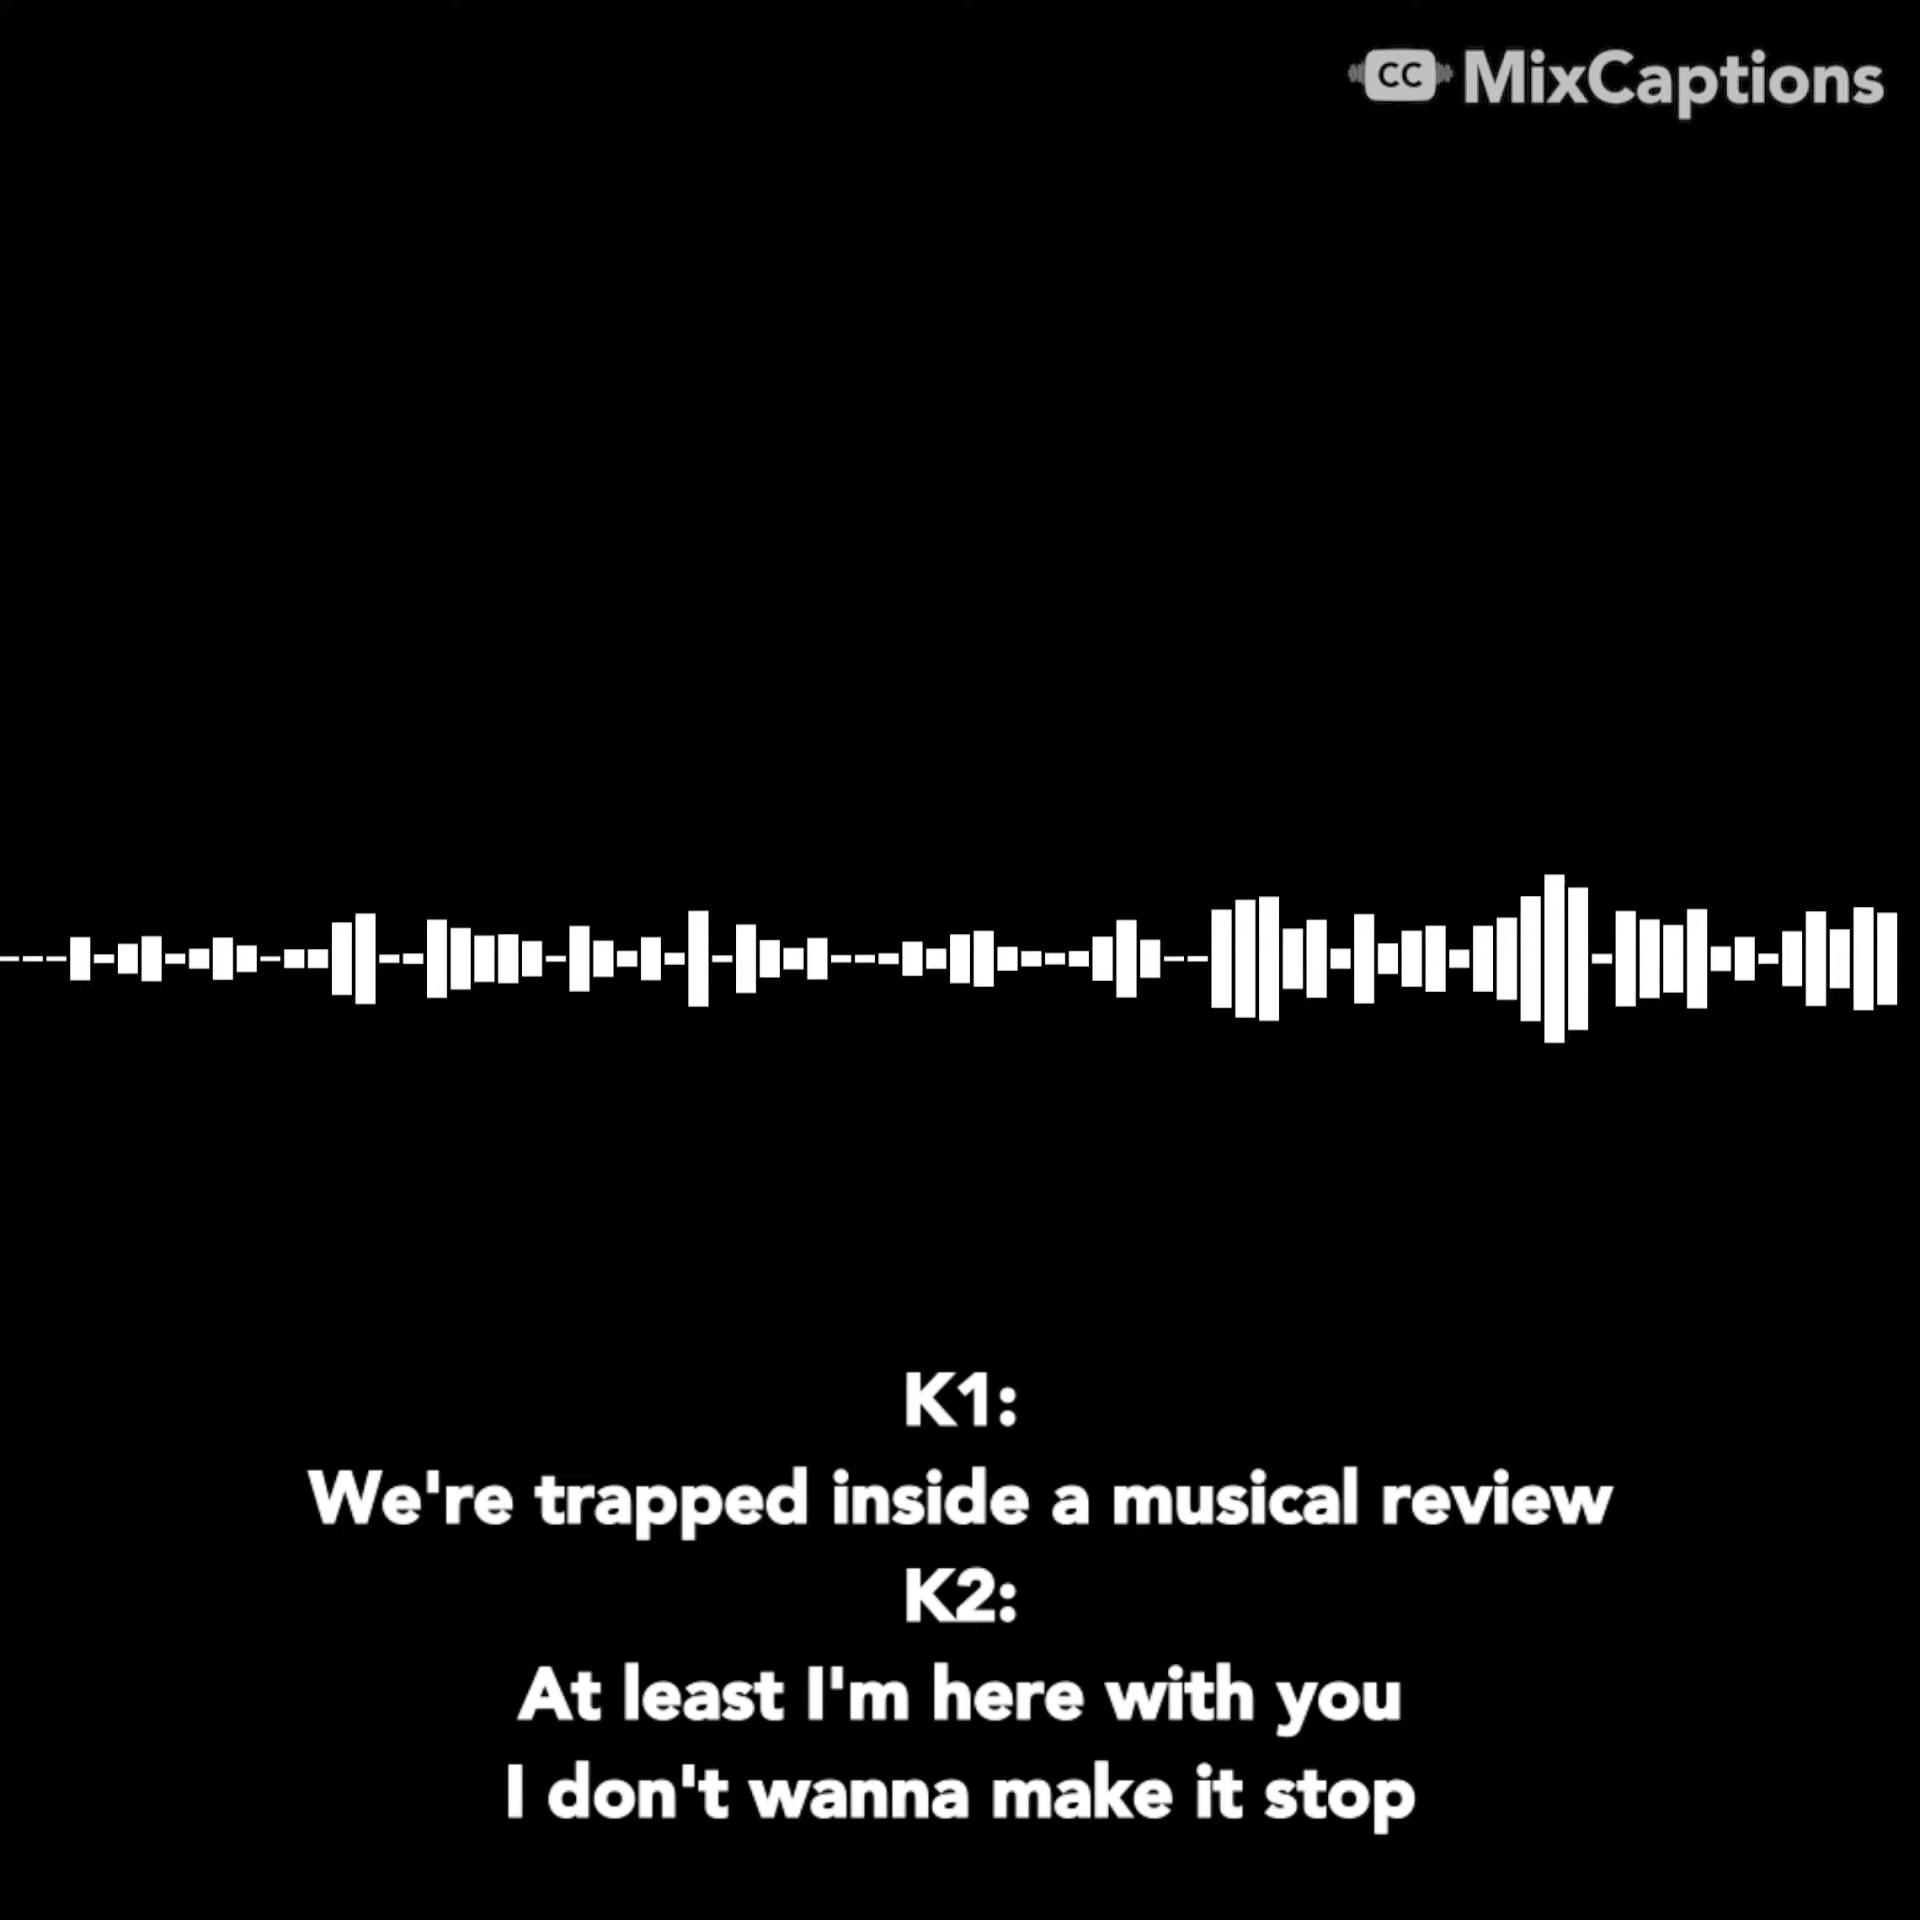 CC MixCaptions
K1:
We're trapped inside a musical review
K2:
At least I'm here with you
I don't wanna make it stop